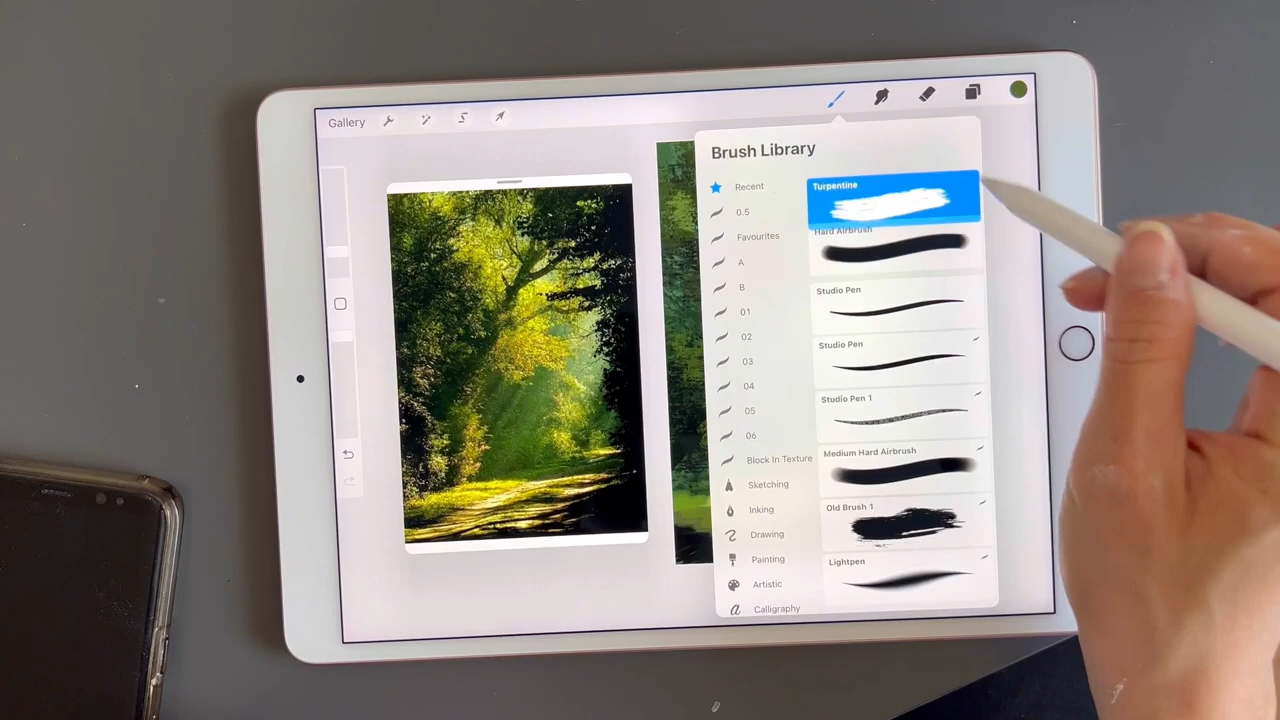 Gallery
Brush Library
Recent
0.5
Favourites
A
B
01
02
03
04
05
06
Block In Texture
Sketching
Inking
Drawing
Painting
Artistic
Calligraphy
Turpentine
Hard Airbrush
Studio Pen
Studio Pen
Studio Pen 1
Medium Hard Airbrush
Old Brush 1
Lightpen